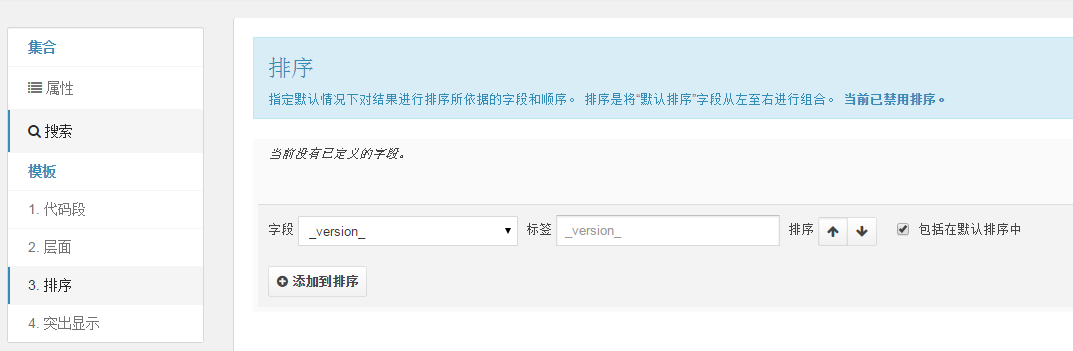 集合
属性
搜索
模板
1. 代码段
2. 层面
3. 排序
4. 突出显示
排序
指定默认情况下对结果进行排序所依据的字段和顺序。 排序是将“默认排序”字段从左至右进行组合。 当前已禁用排序。
当前没有已定义的字段。
字段 _version_ 标签 _version_ 排序 包括在默认排序中
添加到排序